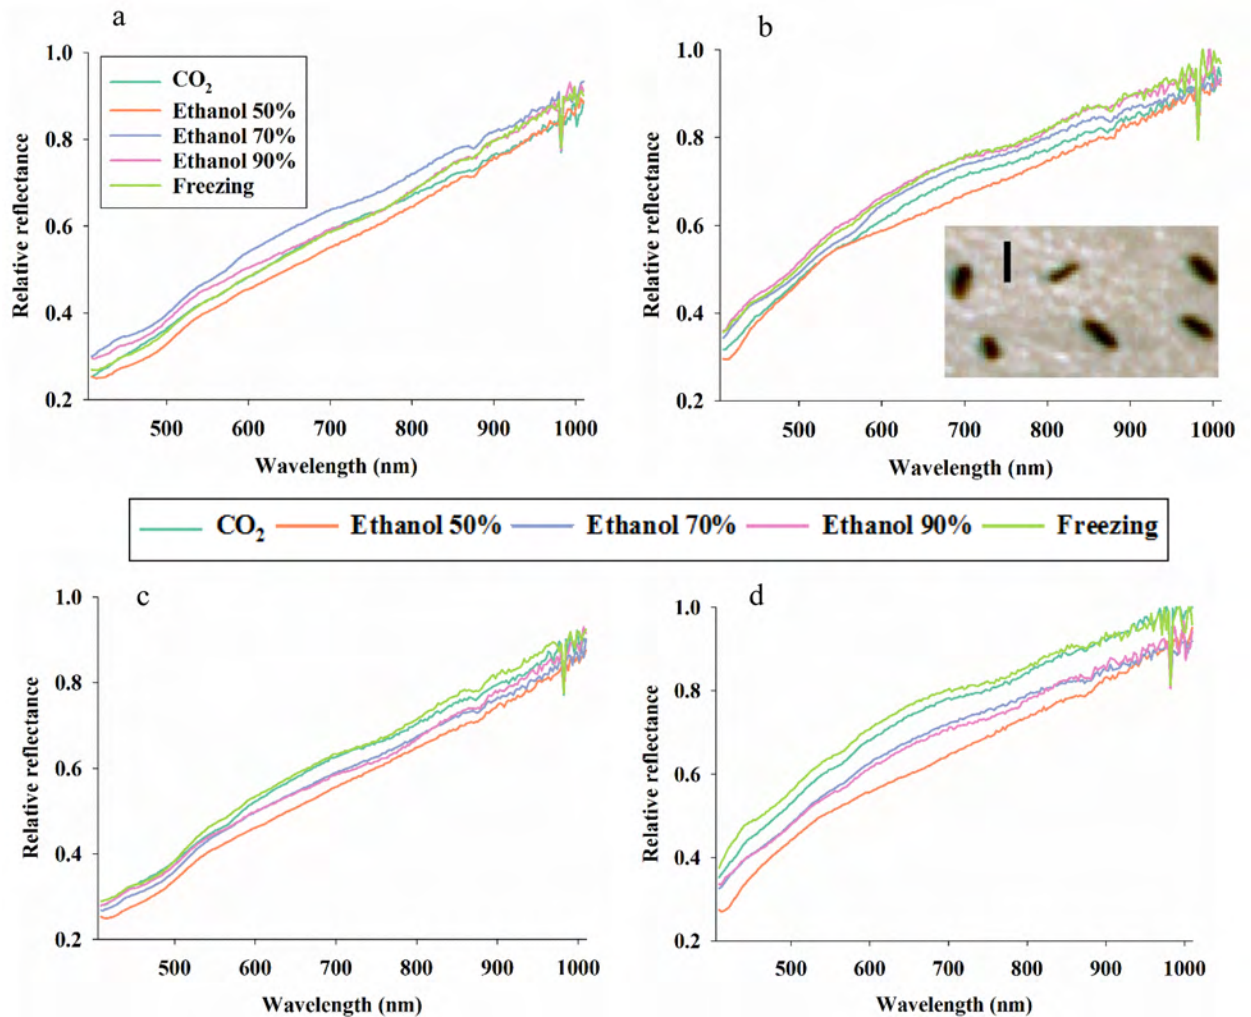 a
1.0
0.8
0.6
0.4
0.2
Relative reflectance
CO2
Ethanol 50%
Ethanol 70%
Ethanol 90%
Freezing
500 600 700 800 900 1000
Wavelength (nm)
b
1.0
0.8
0.6
0.4
0.2
Relative reflectance
500 600 700 800 900 1000
Wavelength (nm)
CO2 Ethanol 50% Ethanol 70% Ethanol 90% Freezing
c
1.0
0.8
0.6
0.4
0.2
Relative reflectance
500 600 700 800 900 1000
Wavelength (nm)
d
1.0
0.8
0.6
0.4
0.2
Relative reflectance
500 600 700 800 900 1000
Wavelength (nm)